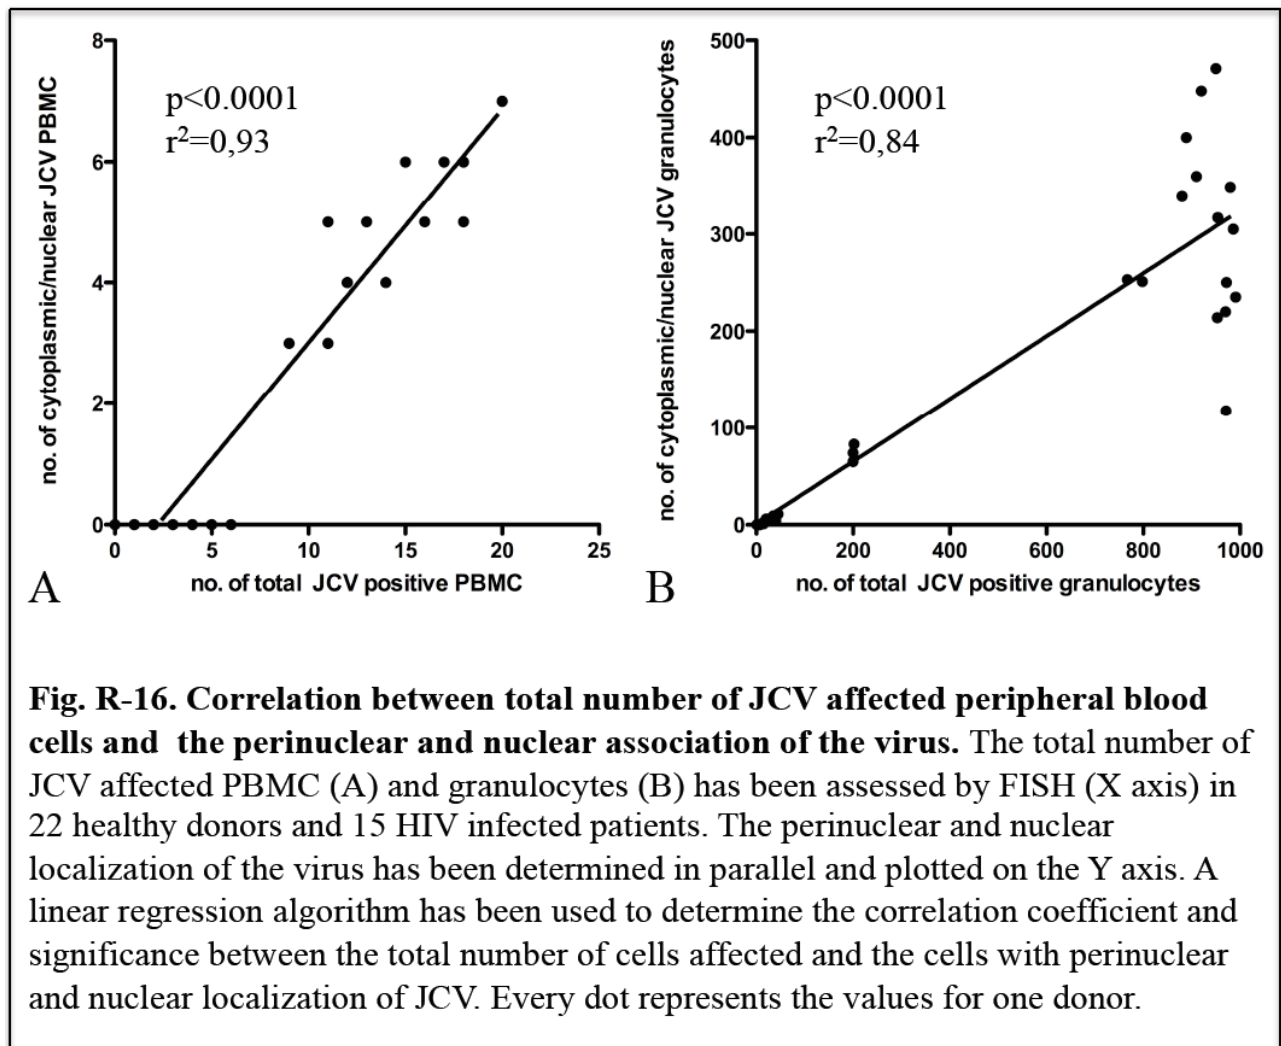 8
6
4
2
0
0
5
10
15
20
25
no. of cytoplasmic/nuclear JCV PBMC
no. of total JCV positive PBMC
p<0.0001
r²=0,93
A
500
400
300
200
100
0
0
200
400
600
800
1000
no. of cytoplasmic/nuclear JCV granulocytes
no. of total JCV positive granulocytes
p<0.0001
r²=0,84
B
Fig. R-16. Correlation between total number of JCV affected peripheral blood
cells and the perinuclear and nuclear association of the virus. The total number of
JCV affected PBMC (A) and granulocytes (B) has been assessed by FISH (X axis) in
22 healthy donors and 15 HIV infected patients. The perinuclear and nuclear
localization of the virus has been determined in parallel and plotted on the Y axis. A
linear regression algorithm has been used to determine the correlation coefficient and
significance between the total number of cells affected and the cells with perinuclear
and nuclear localization of JCV. Every dot represents the values for one donor.